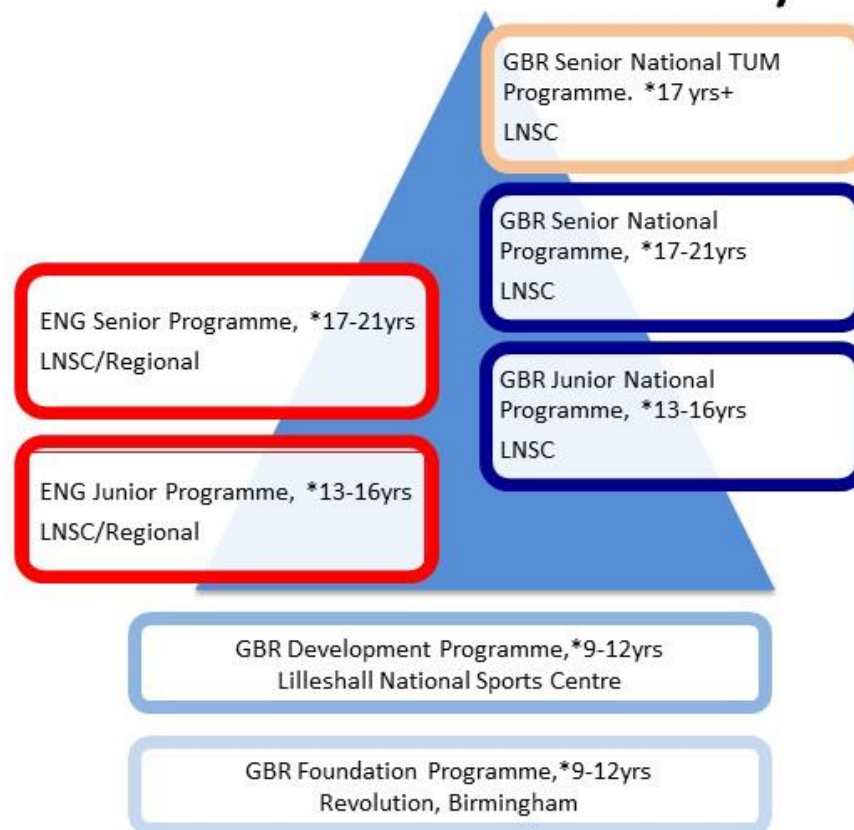 GBR Senior National TUM
Programme. *17 yrs+
LNSC
GBR Senior National
Programme, *17-21yrs
LNSC
ENG Senior Programme, *17-21yrs
LNSC/Regional
GBR Junior National
Programme, *13-16yrs
LNSC
ENG Junior Programme, *13-16yrs
LNSC/Regional
GBR Development Programme,*9-12yrs
Lilleshall National Sports Centre
GBR Foundation Programme,*9-12yrs
Revolution, Birmingham